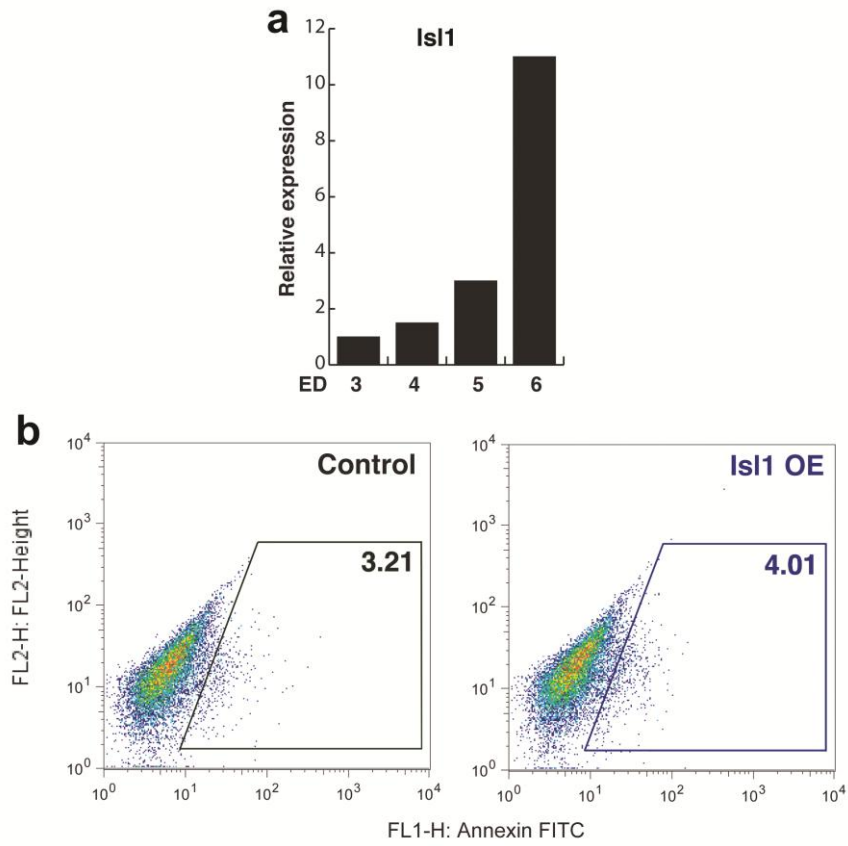 a
Isl1
Relative expression
12
10
8
6
4
2
0
ED 3 4 5 6
b
Control
3.21
Isl1 OE
4.01
FL2-H: FL2-Height
10⁴
10³
10²
10¹
10⁰
10⁰ 10¹ 10² 10³ 10⁴
10⁴
10³
10²
10¹
10⁰
10⁰ 10¹ 10² 10³ 10⁴
FL1-H: Annexin FITC